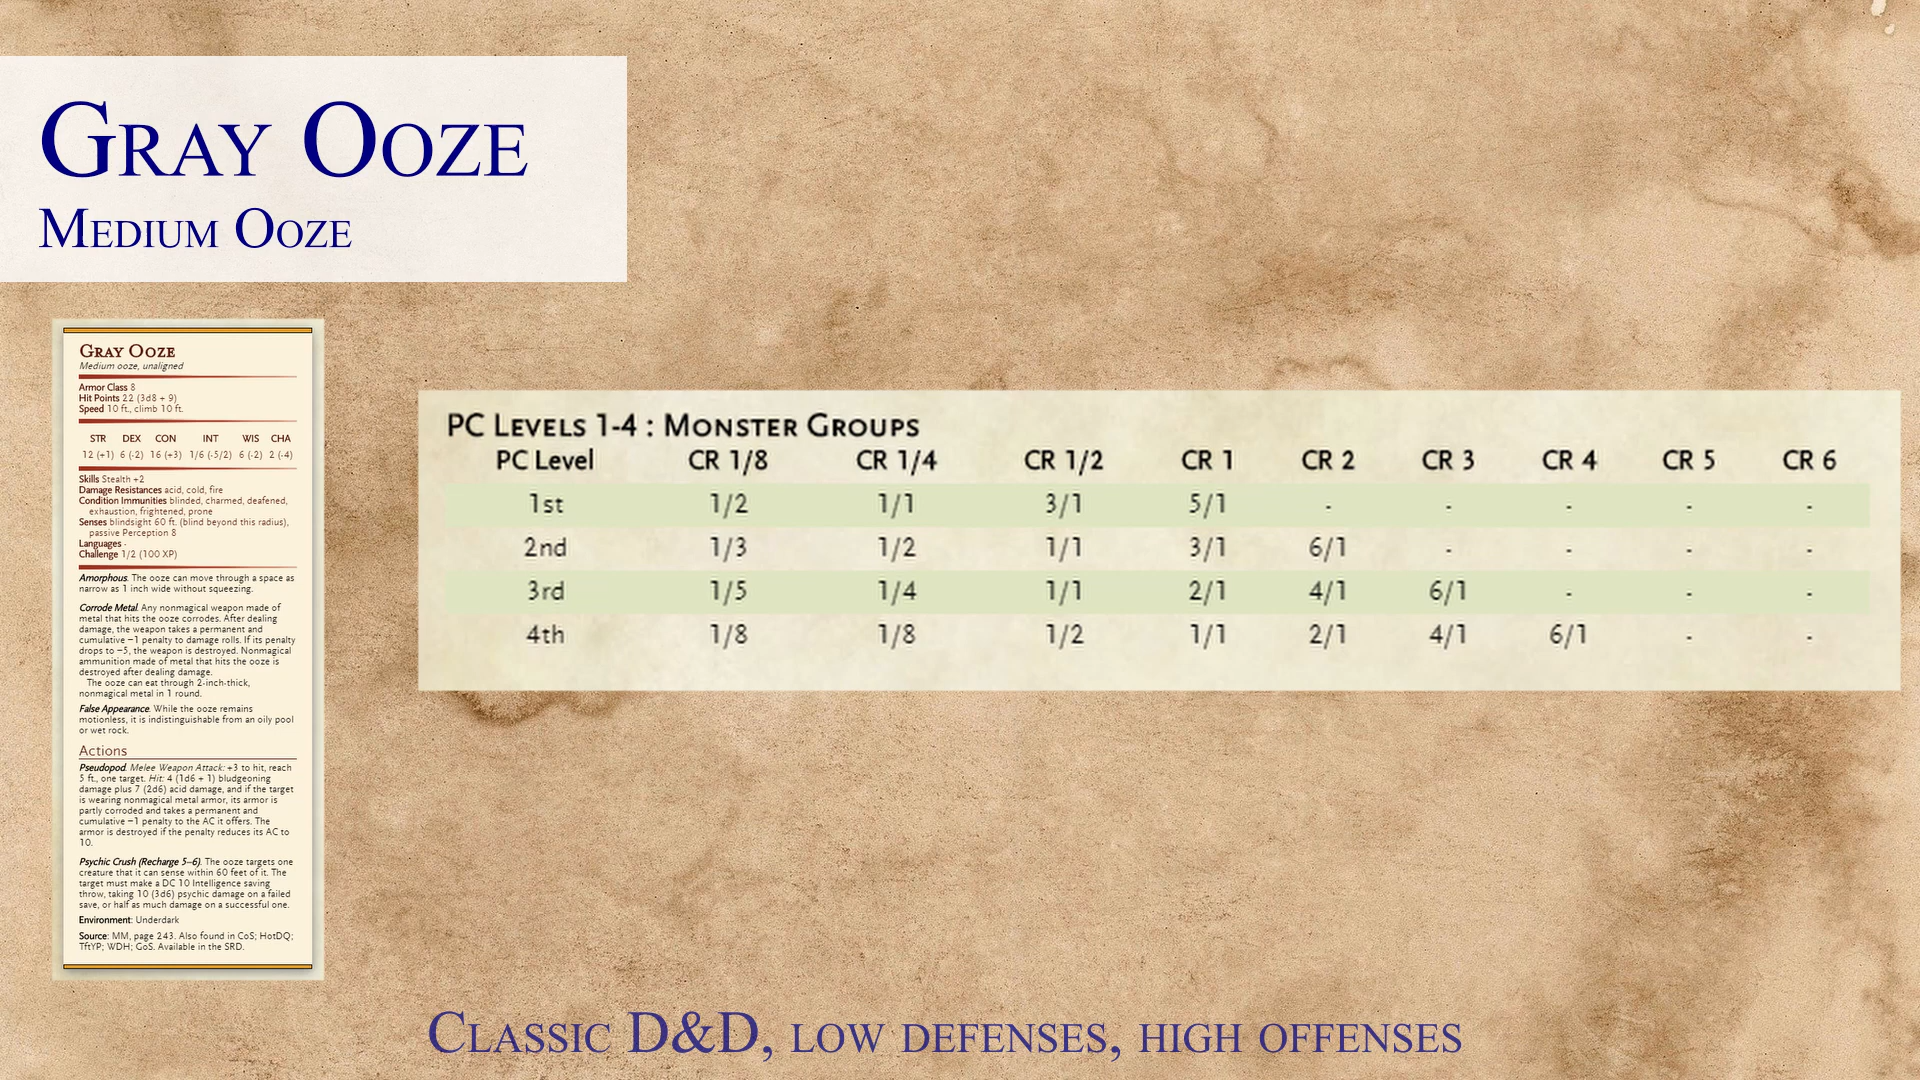 Gray Ooze
Medium Ooze
Gray Ooze
Medium ooze, unaligned
Armor Class 8
Hit Points 22 (3d8 + 9)
Speed 10 ft., climb 10 ft.
STR DEX CON INT WIS CHA
12 (+1) 6 (-2) 16 (+3) 1/6 (-5/2) 6 (-2) 2 (-4)
Skills Stealth +2
Damage Resistances acid, cold, fire
Condition Immunities blinded, charmed, deafened,
exhaustion, frightened, prone
Senses blindsight 60 ft. (blind beyond this radius),
passive Perception 8
Languages -
Challenge 1/2 (100 XP)
Amorphous. The ooze can move through a space as
narrow as 1 inch wide without squeezing.
Corrode Metal. Any nonmagical weapon made of
metal that hits the ooze corrodes. After dealing
damage, the weapon takes a permanent and
cumulative −1 penalty to damage rolls. If its penalty
drops to −5, the weapon is destroyed. Nonmagical
ammunition made of metal that hits the ooze is
destroyed after dealing damage.
The ooze can eat through 2-inch-thick,
nonmagical metal in 1 round.
False Appearance. While the ooze remains
motionless, it is indistinguishable from an oily pool
or wet rock.
Actions
Pseudopod. Melee Weapon Attack: +3 to hit, reach
5 ft., one target. Hit: 4 (1d6 + 1) bludgeoning
damage plus 7 (2d6) acid damage, and if the target
is wearing nonmagical metal armor, its armor is
partly corroded and takes a permanent and
cumulative −1 penalty to the AC it offers. The
armor is destroyed if the penalty reduces its AC to
10.
Psychic Crush (Recharge 5–6). The ooze targets one
creature that it can sense within 60 feet of it. The
target must make a DC 10 Intelligence saving
throw, taking 10 (3d6) psychic damage on a failed
save, or half as much damage on a successful one.
Environment: Underdark
Source: MM, page 243. Also found in CoS; HotDQ;
TftYP; WDH; GoS. Available in the SRD.
PC Levels 1-4 : Monster Groups
PC Level CR 1/8 CR 1/4 CR 1/2 CR 1 CR 2 CR 3 CR 4 CR 5 CR 6
1st 1/2 1/1 3/1 5/1 - - - - -
2nd 1/3 1/2 1/1 3/1 6/1 - - - -
3rd 1/5 1/4 1/1 2/1 4/1 6/1 - - -
4th 1/8 1/8 1/2 1/1 2/1 4/1 6/1 - -
Classic D&D, low defenses, high offenses